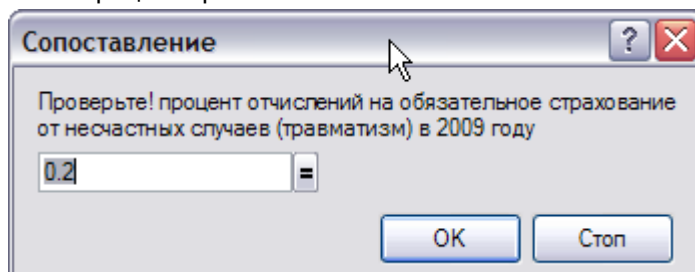 Сопоставление
Проверьте! процент отчислений на обязательное страхование
от несчастных случаев (травматизм) в 2009 году
0.2
=
OK
Стоп